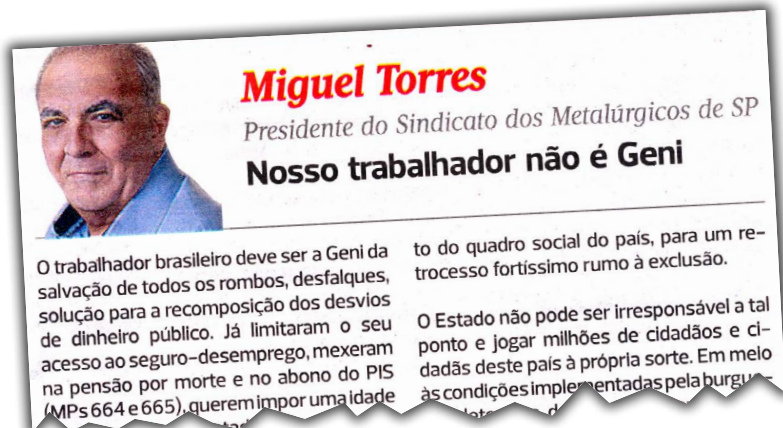 Miguel Torres
Presidente do Sindicato dos Metalúrgicos de SP
Nosso trabalhador não é Geni
O trabalhador brasileiro deve ser a Geni da
salvação de todos os rombos, desfalques,
solução para a recomposição dos desvios
de dinheiro público. Já limitaram o seu
acesso ao seguro-desemprego, mexeram
na pensão por morte e no abono do PIS
(MPs 664 e 665), querem impor uma idade
to do quadro social do país, para um re-
trocesso fortíssimo rumo à exclusão.
O Estado não pode ser irresponsável a tal
ponto e jogar milhões de cidadãos e ci-
dadãs deste país à própria sorte. Em meio
às condições implementadas pela